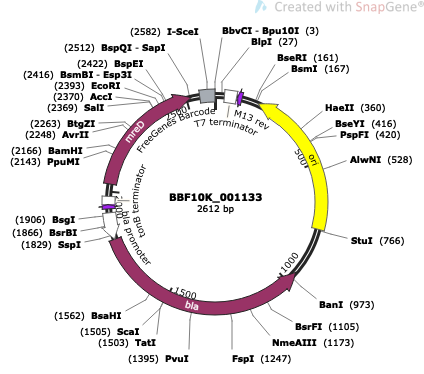 Created with SnapGene®
(2582) I-SceI
BbvCI - Bpu10I (3)
(2512) BspQI - SapI
BlpI (27)
(2422) BspEI
BseRI (161)
(2416) BsmBI - Esp3I
BsmI (167)
(2393) EcoRI
(2370) AccI
(2369) SalI
HaeII (360)
(2263) BtgZI
BseYI (416)
(2248) AvrII
PspFI (420)
(2166) BamHI
AlwNI (528)
(2143) PpuMI
(1906) BsgI
(1866) BsrBI
(1829) SspI
StuI (766)
(1562) BsaHI
BanI (973)
(1505) ScaI
BsrFI (1105)
(1503) TatI
NmeAIII (1173)
(1395) PvuI
FspI (1247)
FreeGenes Barcode
T7 terminator
M13 rev
mreD
ori
bla
bla promoter
tonB terminator
500
1000
1500
2500
BBF10K_001133
2612 bp